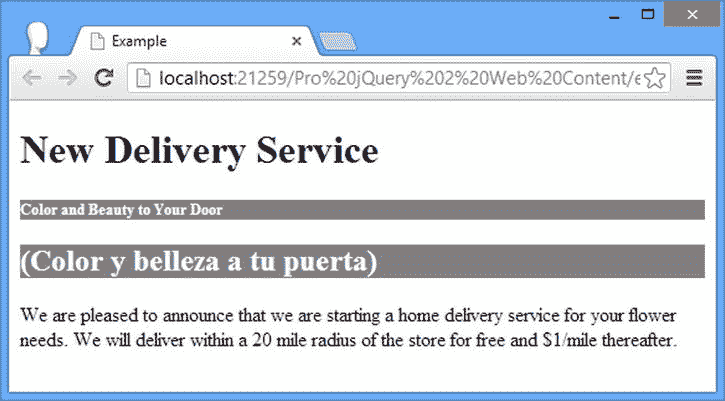 Example
localhost:21259/Pro%20jQuery%202%20Web%20Content/e
New Delivery Service
Color and Beauty to Your Door
(Color y belleza a tu puerta)
We are pleased to announce that we are starting a home delivery service for your flower
needs. We will deliver within a 20 mile radius of the store for free and $1/mile thereafter.